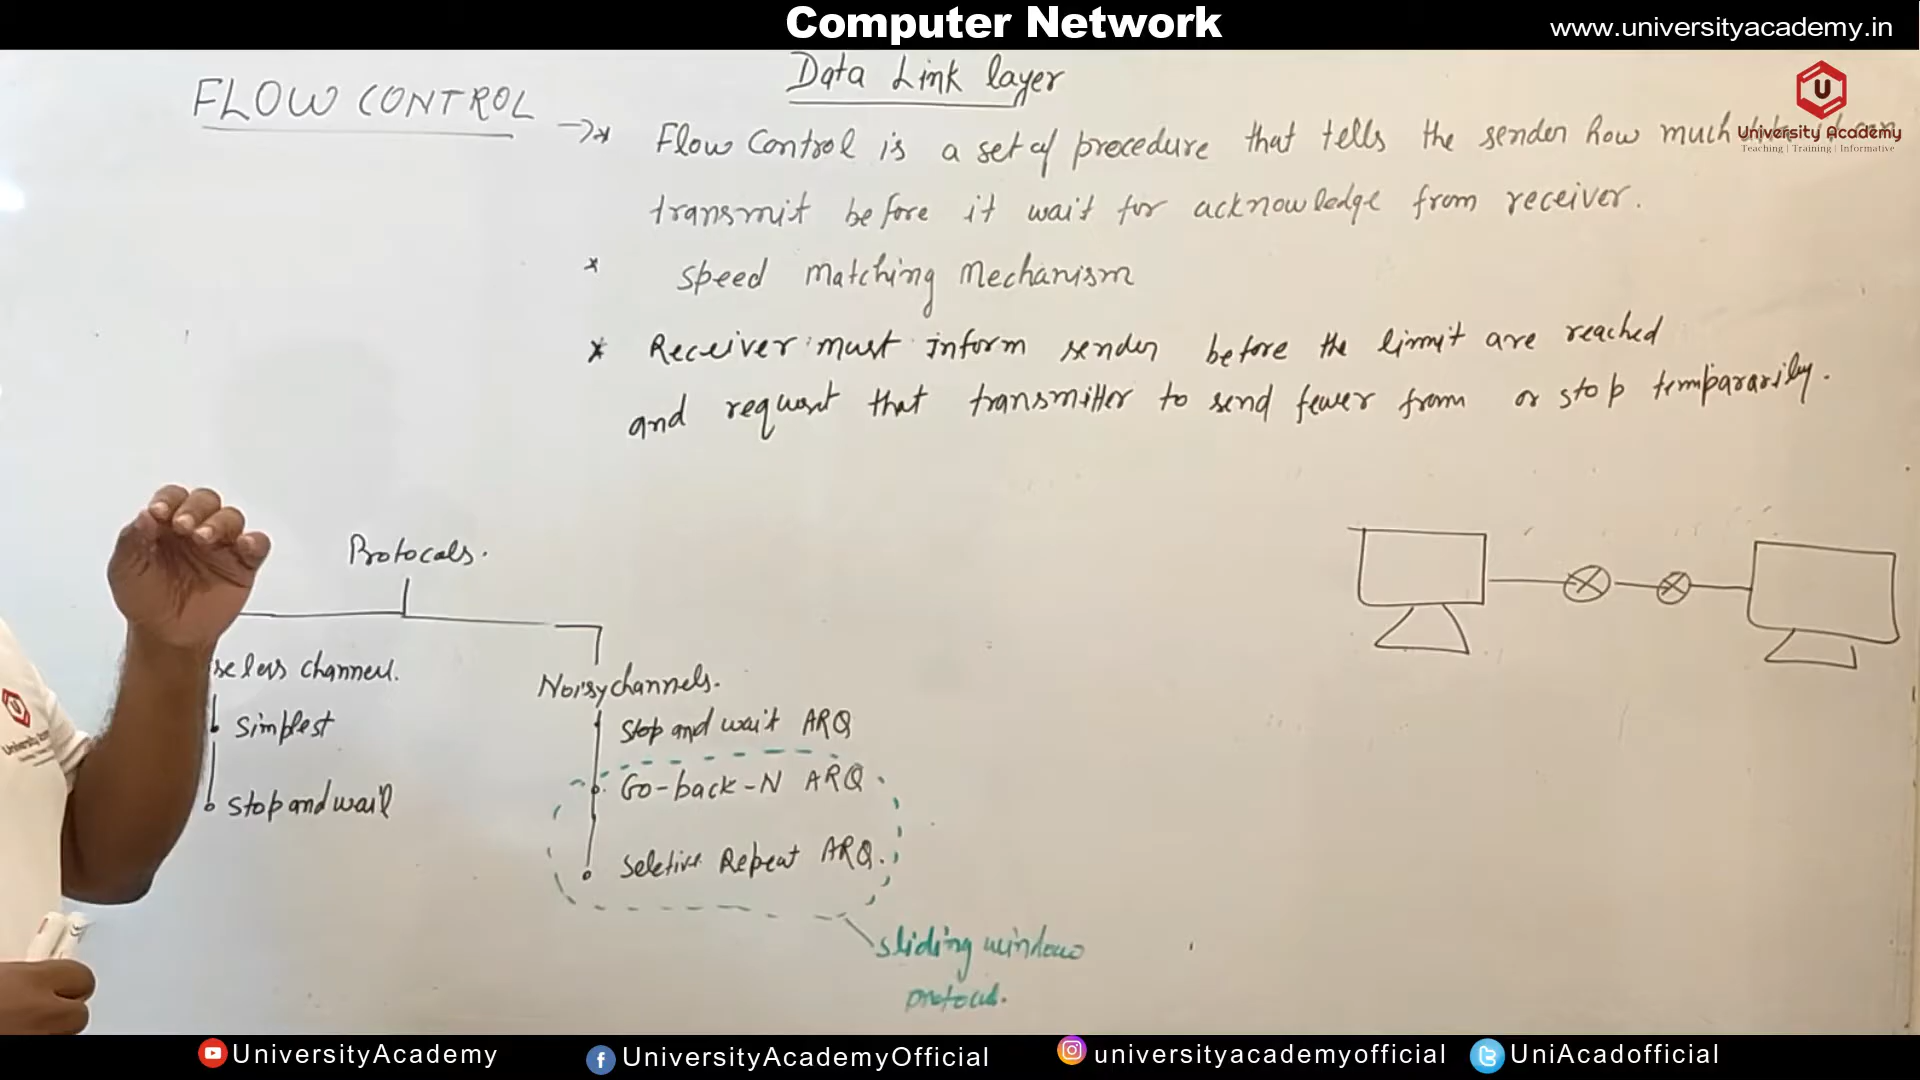 Computer Network
www.universityacademy.in
Data Link layer
FLOW CONTROL
University Academy
Teaching | Training | Informative
* Flow Control is a set of precedure that tells the sender how much
transmit before it wait for acknowledge from receiver.
* Speed Matching Mechanism
* Receiver must inform sender before the limit are reached
and request that transmitter to send fewer from or stop tempararily.
Protocals.
seless channel.
Noisy channels.
Simplest
Stop and wait ARQ
Go-back-N ARQ
Stop and wait
Seletive Repeat ARQ.
sliding window
protocol.
UniversityAcademy
UniversityAcademyOfficial
universityacademyofficial
UniAcadofficial